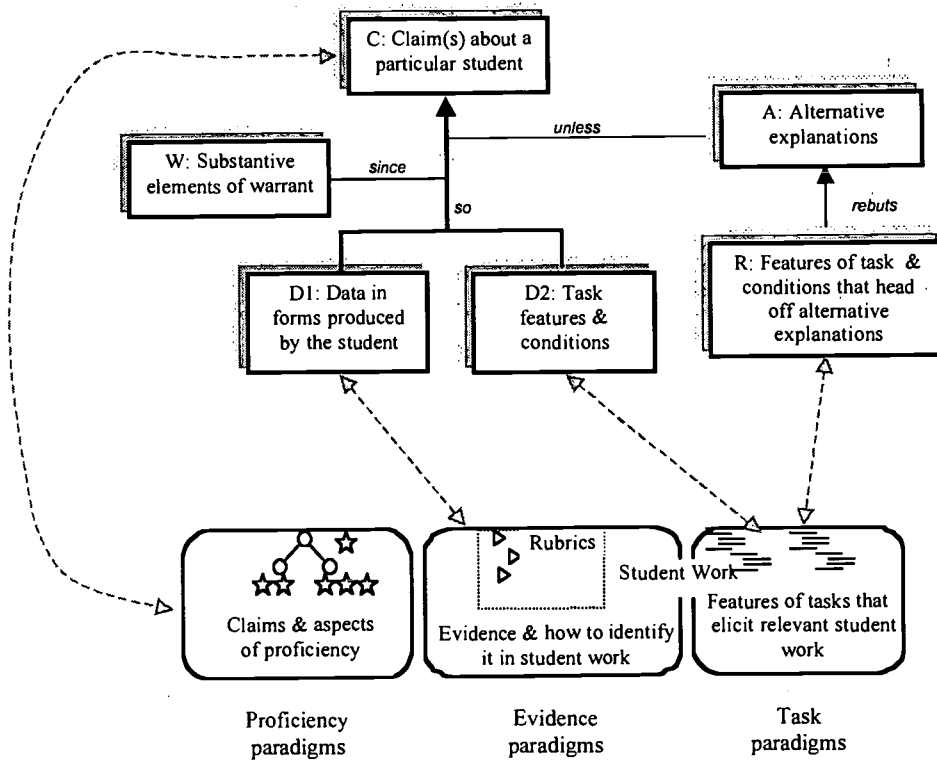 C: Claim(s) about a
particular student
unless
A: Alternative
explanations
W: Substantive
elements of warrant
since
so
rebuts
D1: Data in
forms produced
by the student
D2: Task
features &
conditions
R: Features of task &
conditions that head
off alternative
explanations
Claims & aspects
of proficiency
Rubrics
Student Work
Evidence & how to identify
it in student work
Features of tasks that
elicit relevant student
work
Proficiency
paradigms
Evidence
paradigms
Task
paradigms